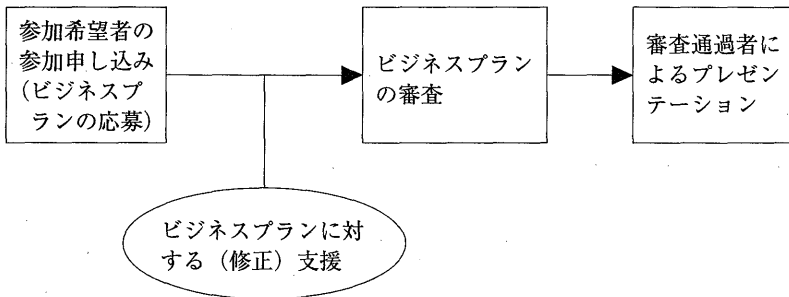 参加希望者の
参加申し込み
（ビジネスプ
ランの応募）
ビジネスプラン
の審査
審査通過者に
よるプレゼン
テーション
ビジネスプランに対
する（修正）支援